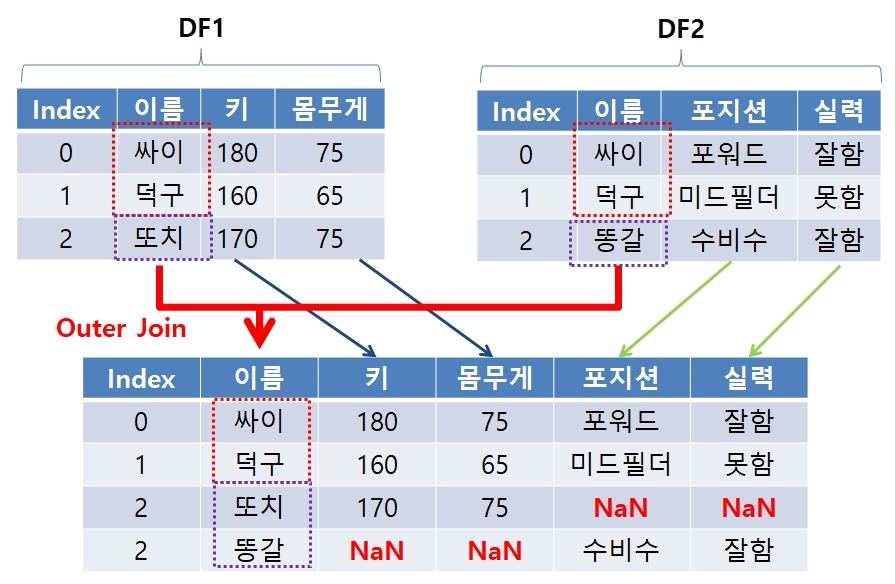 DF1
DF2
Index 이름 키 몸무게
0 싸이 180 75
1 덕구 160 65
2 또치 170 75
Index 이름 포지션 실력
0 싸이 포워드 잘함
1 덕구 미드필더 못함
2 똥갈 수비수 잘함
Outer Join
Index 이름 키 몸무게 포지션 실력
0 싸이 180 75 포워드 잘함
1 덕구 160 65 미드필더 못함
2 또치 170 75 NaN NaN
2 똥갈 NaN NaN 수비수 잘함